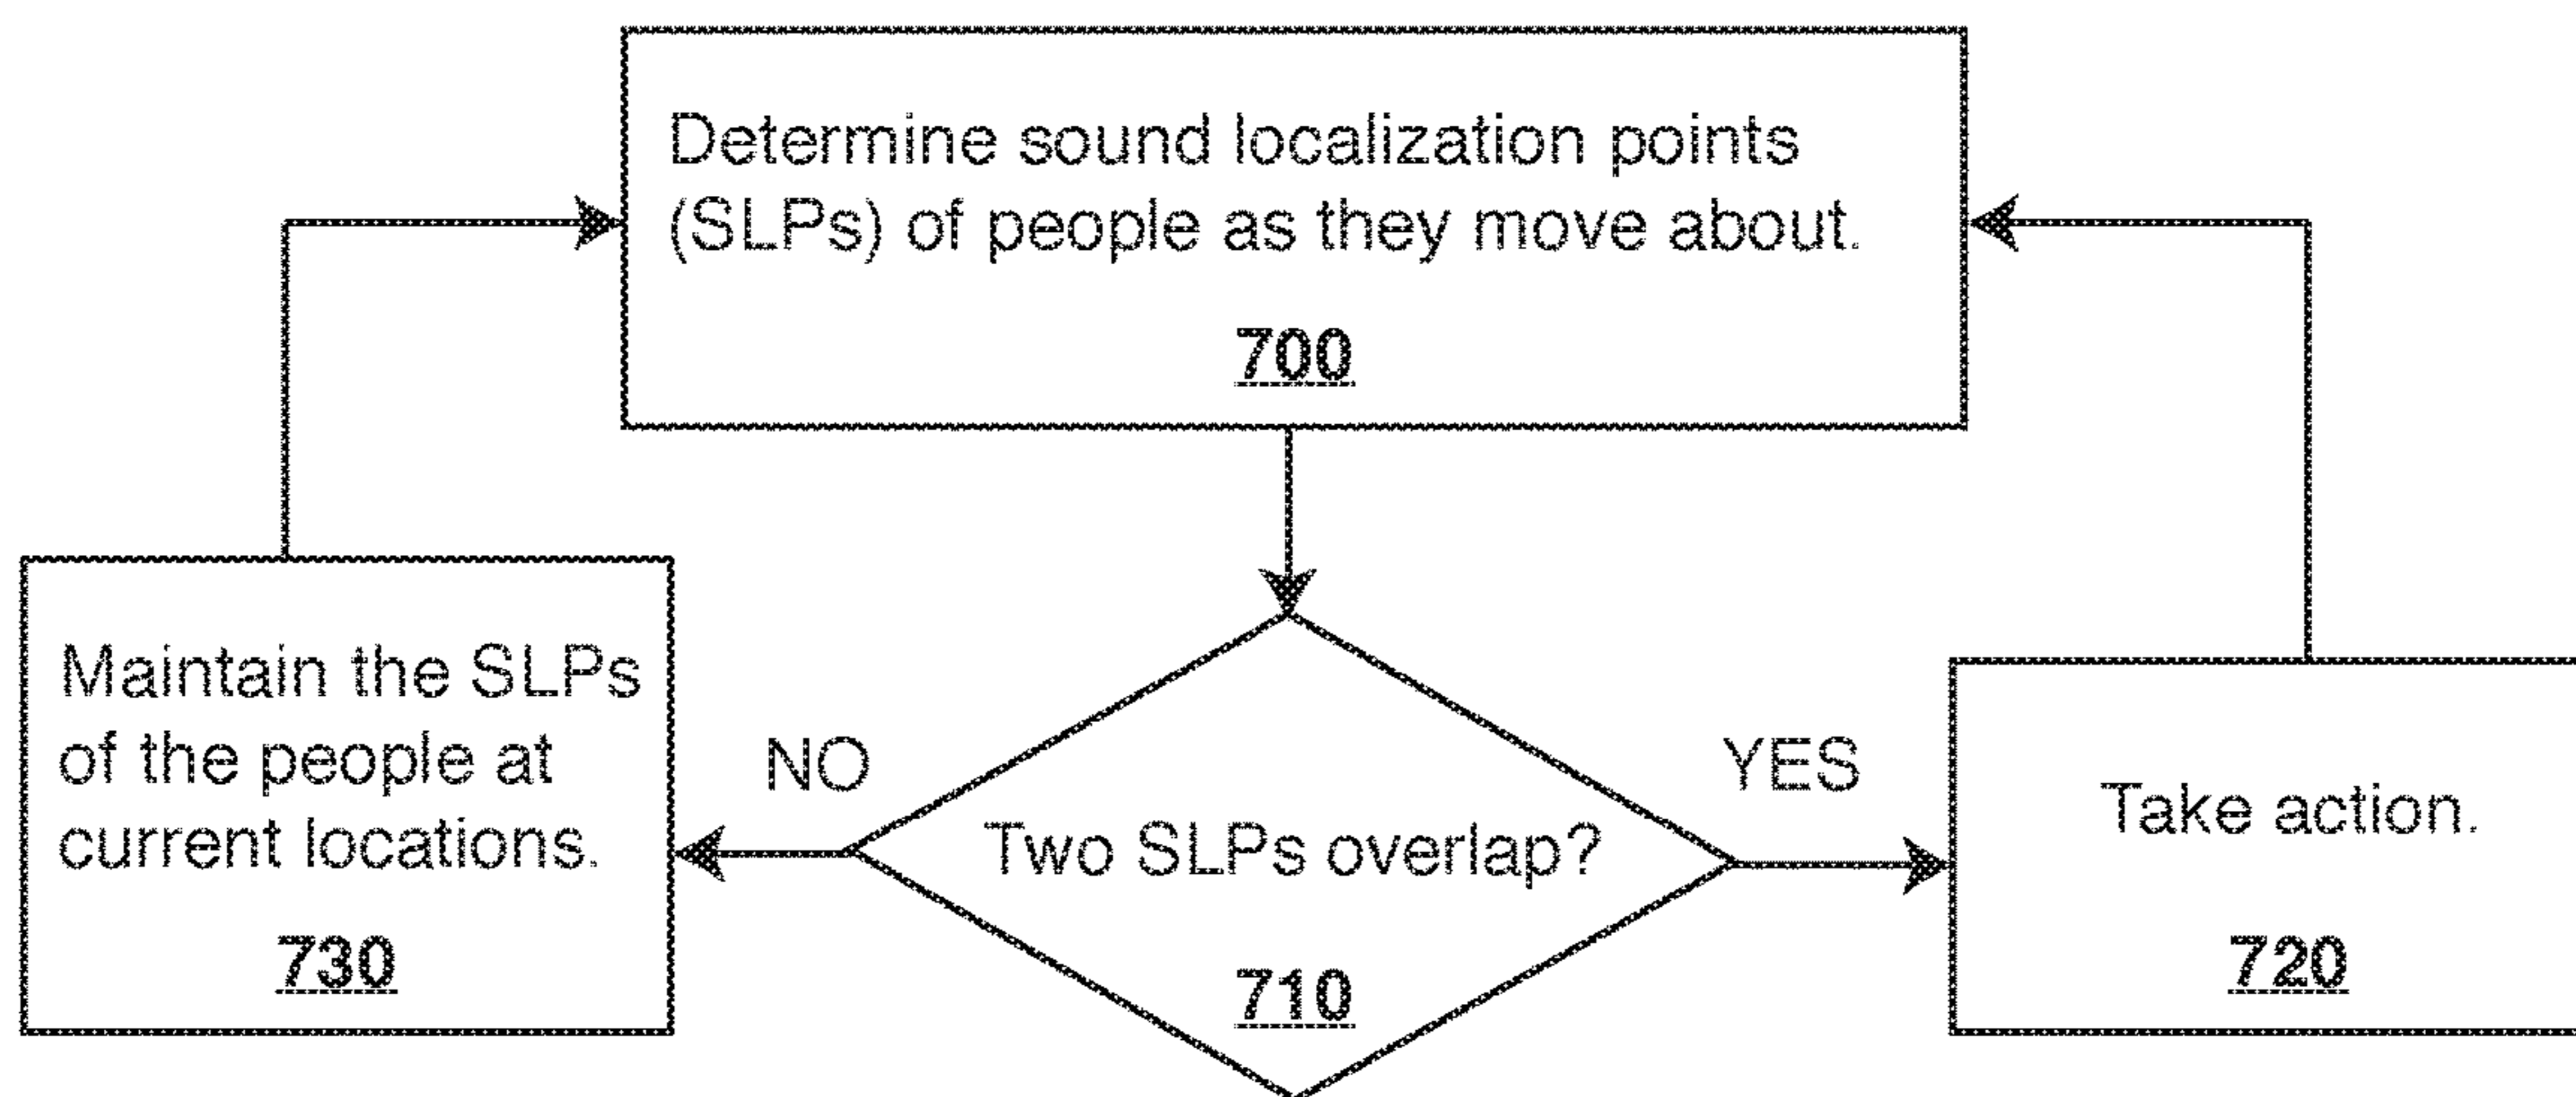 Determine sound localization points
(SLPs) of people as they move about.
700
Maintain the SLPs
of the people at
current locations.
730
NO
Two SLPs overlap?
710
YES
Take action.
720